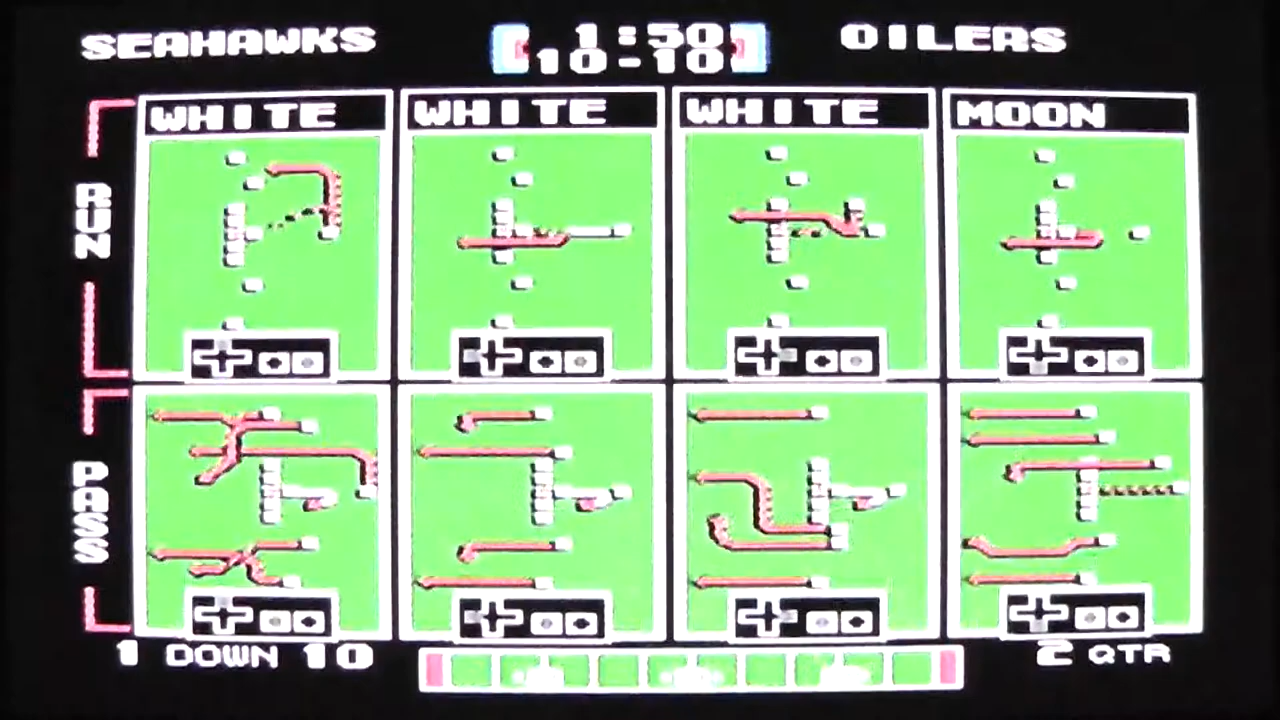 SEAHAWKS
1:50
OILERS
10-10
WHITE
WHITE
WHITE
MOON
RUN
PASS
1 DOWN 10
2 QTR